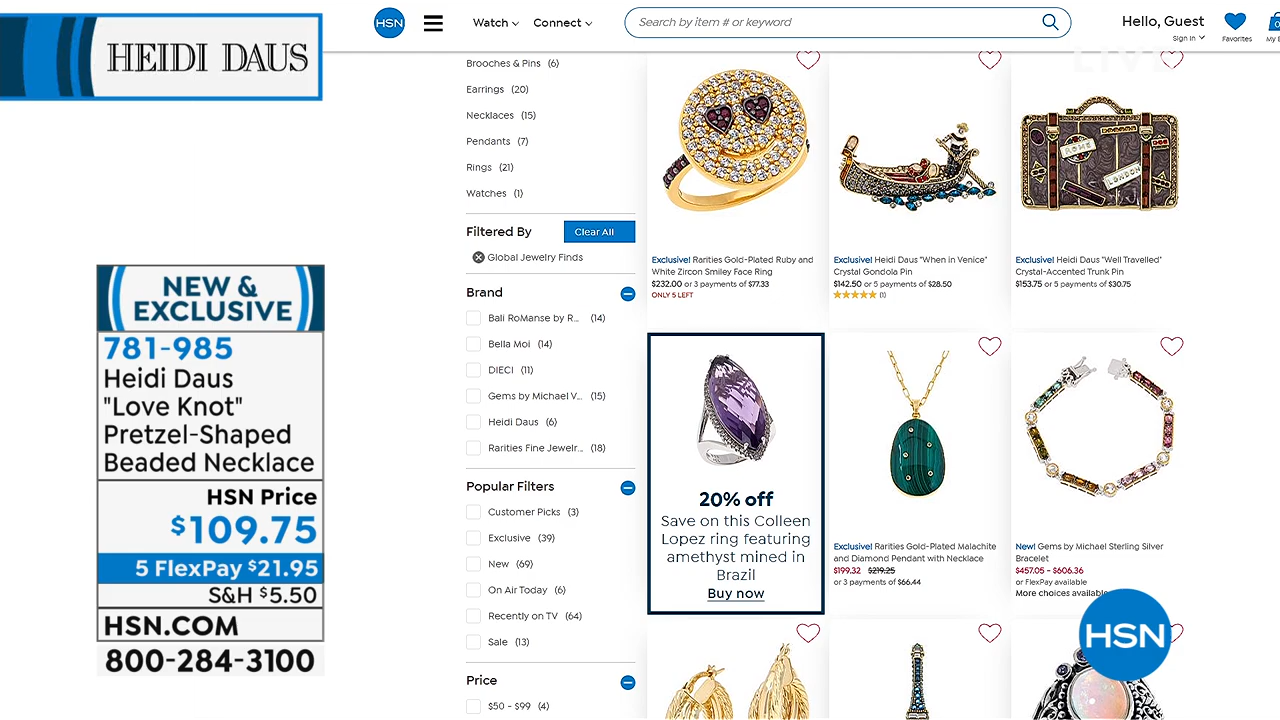 HEIDI DAUS
NEW &
EXCLUSIVE
781-985
Heidi Daus
"Love Knot"
Pretzel-Shaped
Beaded Necklace
HSN Price
$109.75
5 FlexPay $21.95
S&H $5.50
HSN.COM
800-284-3100
HSN
Watch
Connect
Search by item # or keyword
Hello, Guest
Sign In
Favorites
0
LIVE
Brooches & Pins (6)
Earrings (20)
Necklaces (15)
Pendants (7)
Rings (21)
Watches (1)
Filtered By
Clear All
Global Jewelry Finds
Brand
Bali RoManse by R... (14)
Bella Moi (14)
DIECI (11)
Gems by Michael V... (15)
Heidi Daus (6)
Rarities Fine Jewelr... (18)
Popular Filters
Customer Picks (3)
Exclusive (39)
New (69)
On Air Today (6)
Recently on TV (64)
Sale (13)
Price
$50 - $99 (4)
Exclusive! Rarities Gold-Plated Ruby and
White Zircon Smiley Face Ring
$232.00 or 3 payments of $77.33
ONLY 5 LEFT
Exclusive! Heidi Daus "When in Venice"
Crystal Gondola Pin
$142.50 or 5 payments of $28.50
(1)
ROME
LONDON
Exclusive! Heidi Daus "Well Travelled"
Crystal-Accented Trunk Pin
$153.75 or 5 payments of $30.75
20% off
Save on this Colleen
Lopez ring featuring
amethyst mined in
Brazil
Buy now
Exclusive! Rarities Gold-Plated Malachite
and Diamond Pendant with Necklace
$199.32 $219.25
or 3 payments of $66.44
New! Gems by Michael Sterling Silver
Bracelet
$457.05 - $606.36
or FlexPay available
More choices available
HSN